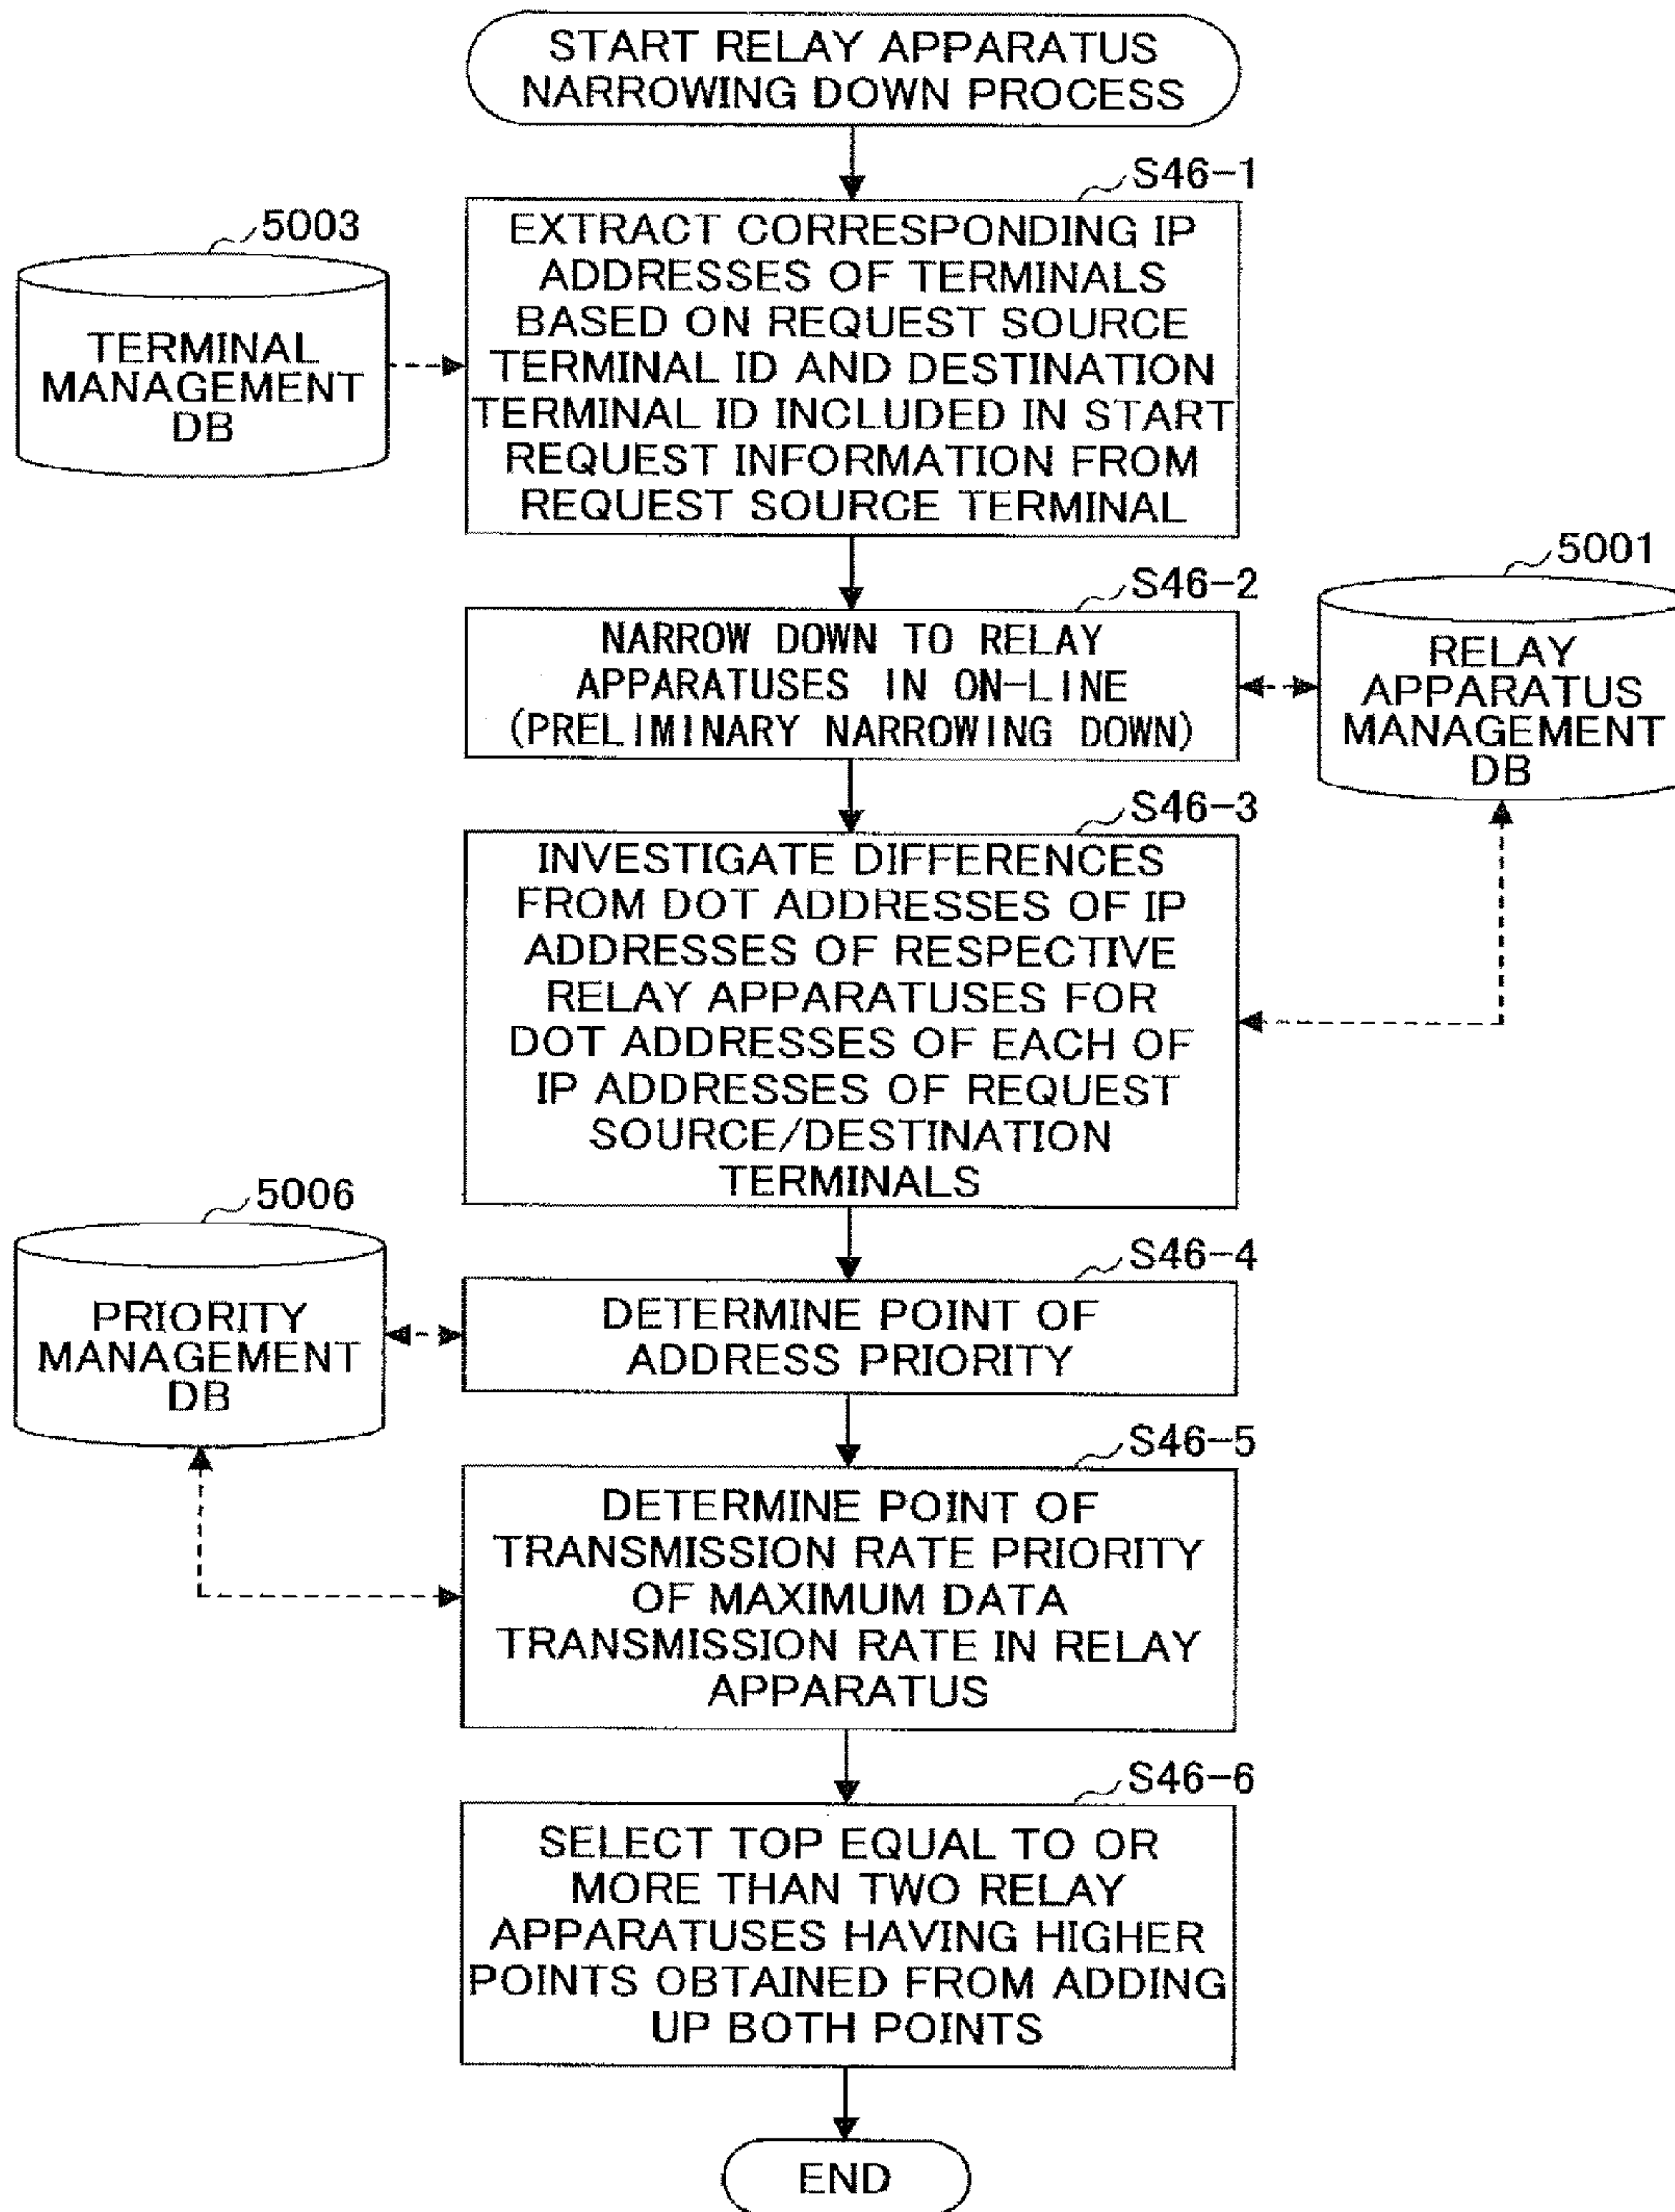 START RELAY APPARATUS
NARROWING DOWN PROCESS
S46-1
5003
TERMINAL
MANAGEMENT
DB
EXTRACT CORRESPONDING IP
ADDRESSES OF TERMINALS
BASED ON REQUEST SOURCE
TERMINAL ID AND DESTINATION
TERMINAL ID INCLUDED IN START
REQUEST INFORMATION FROM
REQUEST SOURCE TERMINAL
S46-2
5001
NARROW DOWN TO RELAY
APPARATUSES IN ON-LINE
(PRELIMINARY NARROWING DOWN)
RELAY
APPARATUS
MANAGEMENT
DB
S46-3
INVESTIGATE DIFFERENCES
FROM DOT ADDRESSES OF IP
ADDRESSES OF RESPECTIVE
RELAY APPARATUSES FOR
DOT ADDRESSES OF EACH OF
IP ADDRESSES OF REQUEST
SOURCE/DESTINATION
TERMINALS
5006
PRIORITY
MANAGEMENT
DB
S46-4
DETERMINE POINT OF
ADDRESS PRIORITY
S46-5
DETERMINE POINT OF
TRANSMISSION RATE PRIORITY
OF MAXIMUM DATA
TRANSMISSION RATE IN RELAY
APPARATUS
S46-6
SELECT TOP EQUAL TO OR
MORE THAN TWO RELAY
APPARATUSES HAVING HIGHER
POINTS OBTAINED FROM ADDING
UP BOTH POINTS
END